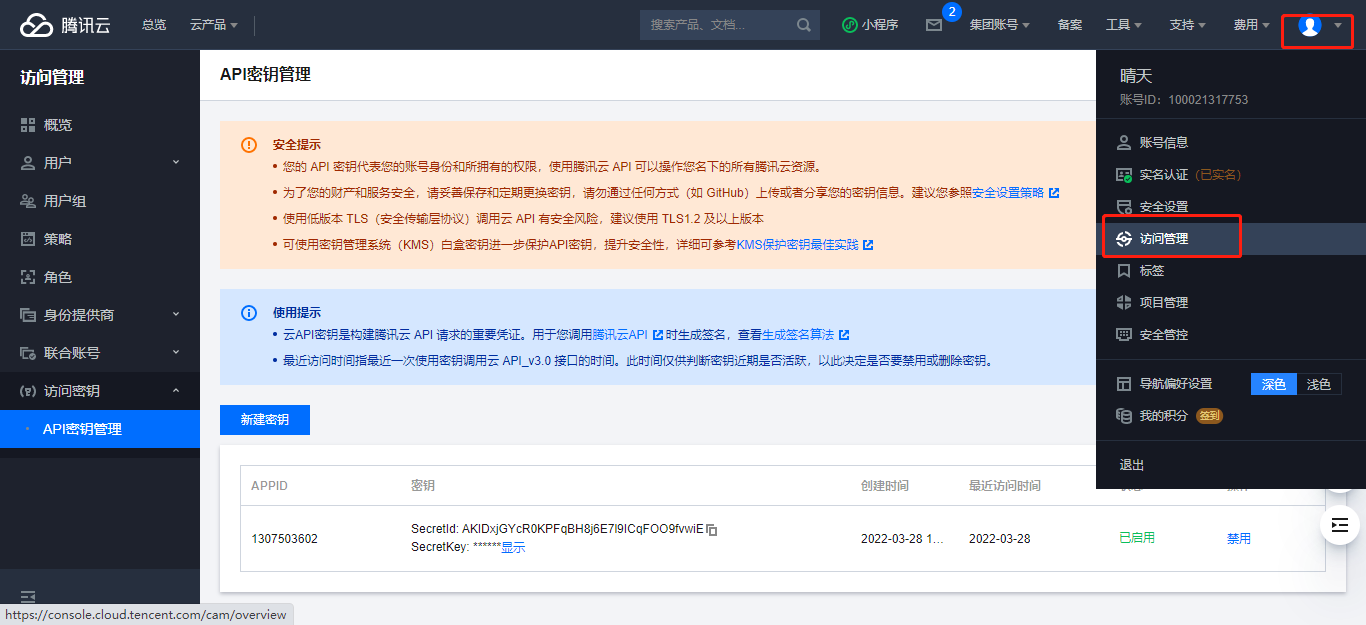 腾讯云 总览 云产品 搜索产品、文档... 小程序 2 集团账号 备案 工具 支持 费用
访问管理
概览
用户
用户组
策略
角色
身份提供商
联合账号
访问密钥
API密钥管理
API密钥管理
安全提示
• 您的 API 密钥代表您的账号身份和所拥有的权限，使用腾讯云 API 可以操作您名下的所有腾讯云资源。
• 为了您的财产和服务安全，请妥善保存和定期更换密钥，请勿通过任何方式（如 GitHub）上传或者分享您的密钥信息。建议您参照安全设置策略
• 使用低版本 TLS（安全传输层协议）调用云 API 有安全风险，建议使用 TLS1.2 及以上版本
• 可使用密钥管理系统（KMS）白盒密钥进一步保护API密钥，提升安全性，详细可参考KMS保护密钥最佳实践
使用提示
• 云API密钥是构建腾讯云 API 请求的重要凭证。用于您调用腾讯云API 时生成签名，查看生成签名算法
• 最近访问时间指最近一次使用密钥调用云 API_v3.0 接口的时间。此时间仅供判断密钥近期是否活跃，以此决定是否要禁用或删除密钥。
新建密钥
APPID 密钥 创建时间 最近访问时间
1307503602
SecretId: AKIDxjGYcR0KPFqBH8j6E7I9ICqFOO9fvwiE
SecretKey: ******显示
2022-03-28 1... 2022-03-28 已启用 禁用
晴天
账号ID：100021317753
账号信息
实名认证（已实名）
安全设置
访问管理
标签
项目管理
安全管控
导航偏好设置 深色 浅色
我的积分 签到
退出
https://console.cloud.tencent.com/cam/overview